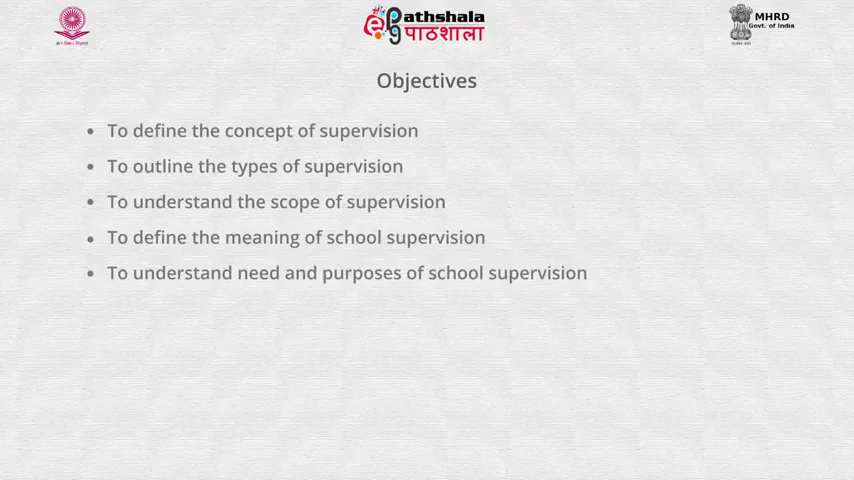 ePathshala
पाठशाला
MHRD
Govt. of India
Objectives
• To define the concept of supervision
• To outline the types of supervision
• To understand the scope of supervision
• To define the meaning of school supervision
• To understand need and purposes of school supervision